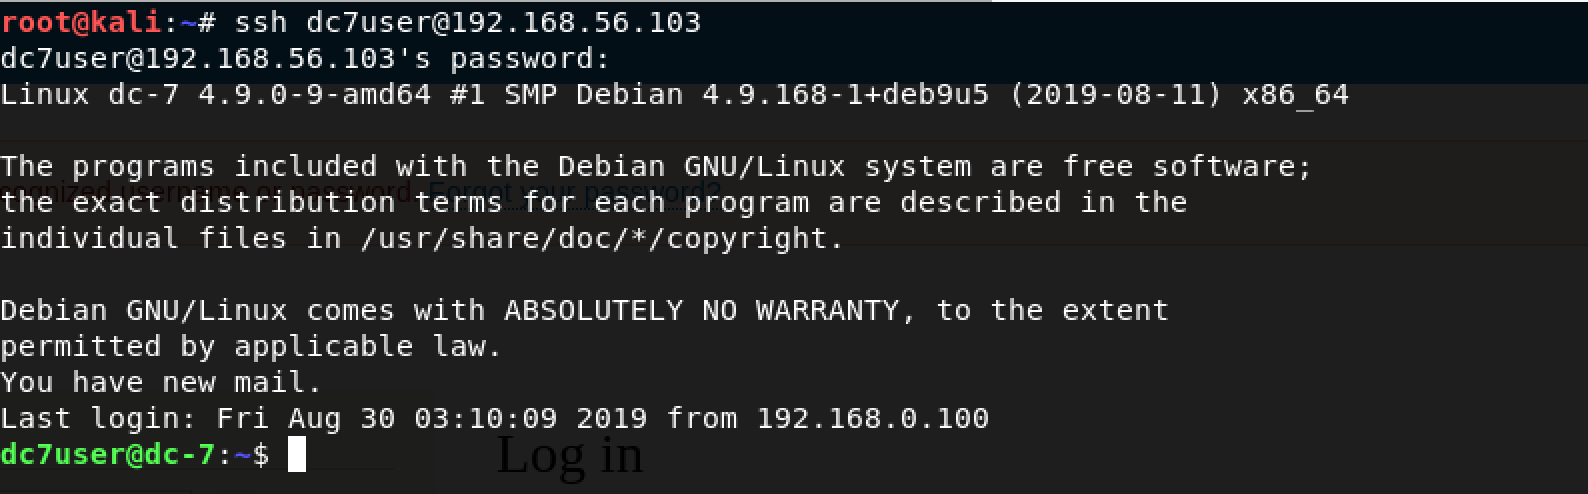 root@kali:~# ssh dc7user@192.168.56.103
dc7user@192.168.56.103's password:
Linux dc-7 4.9.0-9-amd64 #1 SMP Debian 4.9.168-1+deb9u5 (2019-08-11) x86_64
The programs included with the Debian GNU/Linux system are free software;
ognized username or password. Forgot your password?
the exact distribution terms for each program are described in the
individual files in /usr/share/doc/*/copyright.
Debian GNU/Linux comes with ABSOLUTELY NO WARRANTY, to the extent
permitted by applicable law.
You have new mail.
Last login: Fri Aug 30 03:10:09 2019 from 192.168.0.100
dc7user@dc-7:~$
Log in